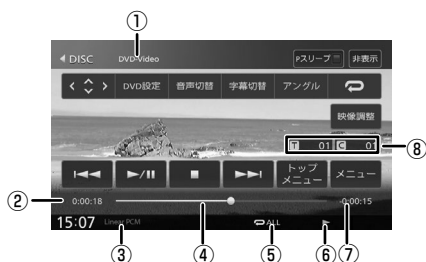 ①
◀ DISC DVD-Video Pスリープ 非表示
DVD設定 音声切替 字幕切替 アングル
映像調整
T 01 C 01 ⑧
トップメニュー メニュー
② 0:00:18 -0:00:15
15:07 Linear PCM ALL
③ ④ ⑤ ⑥ ⑦